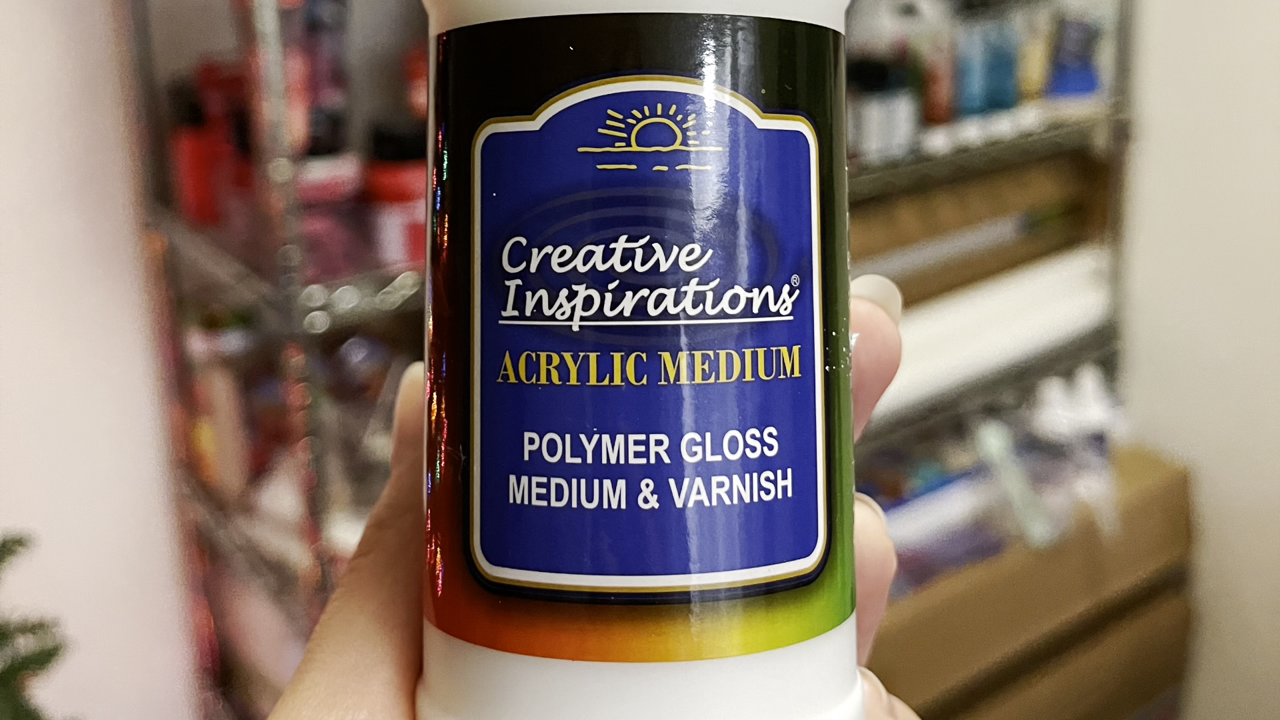 Creative
Inspirations®
ACRYLIC MEDIUM
POLYMER GLOSS
MEDIUM & VARNISH